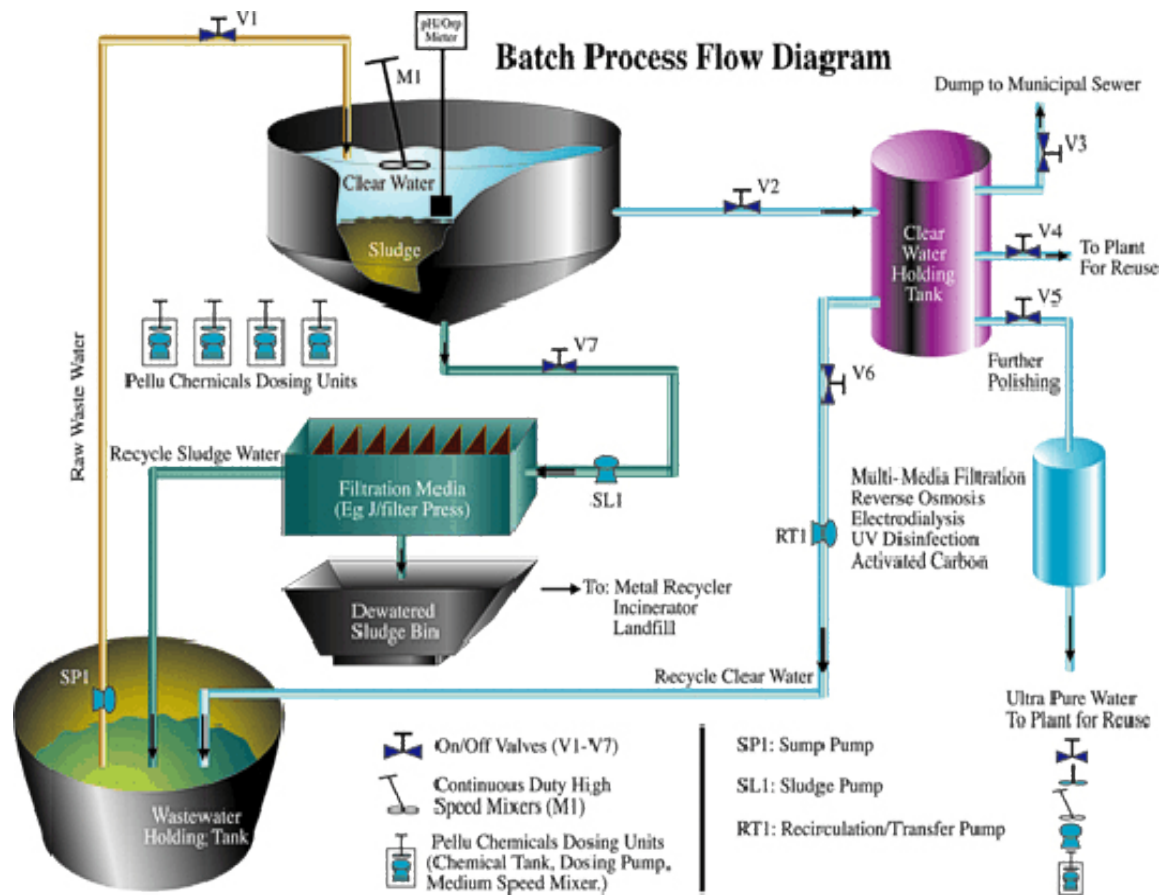 V1
pH/Orp
Meter
Batch Process Flow Diagram
M1
Dump to Municipal Sewer
V3
Clear Water
V2
Clear
Water
Holding
Tank
V4
To Plant
For Reuse
Sludge
V5
V7
V6
Further
Polishing
Pellu Chemicals Dosing Units
Raw Waste Water
Recycle Sludge Water
Filtration Media
(Eg J/filter Press)
SL1
RT1
Multi-Media Filtration
Reverse Osmosis
Electrodialysis
UV Disinfection
Activated Carbon
Dewatered
Sludge Bin
To: Metal Recycler
Incinerator
Landfill
SP1
Recycle Clear Water
Ultra Pure Water
To Plant for Reuse
Wastewater
Holding Tank
On/Off Valves (V1-V7)
Continuous Duty High
Speed Mixers (M1)
Pellu Chemicals Dosing Units
(Chemical Tank, Dosing Pump,
Medium Speed Mixer.)
SP1: Sump Pump
SL1: Sludge Pump
RT1: Recirculation/Transfer Pump